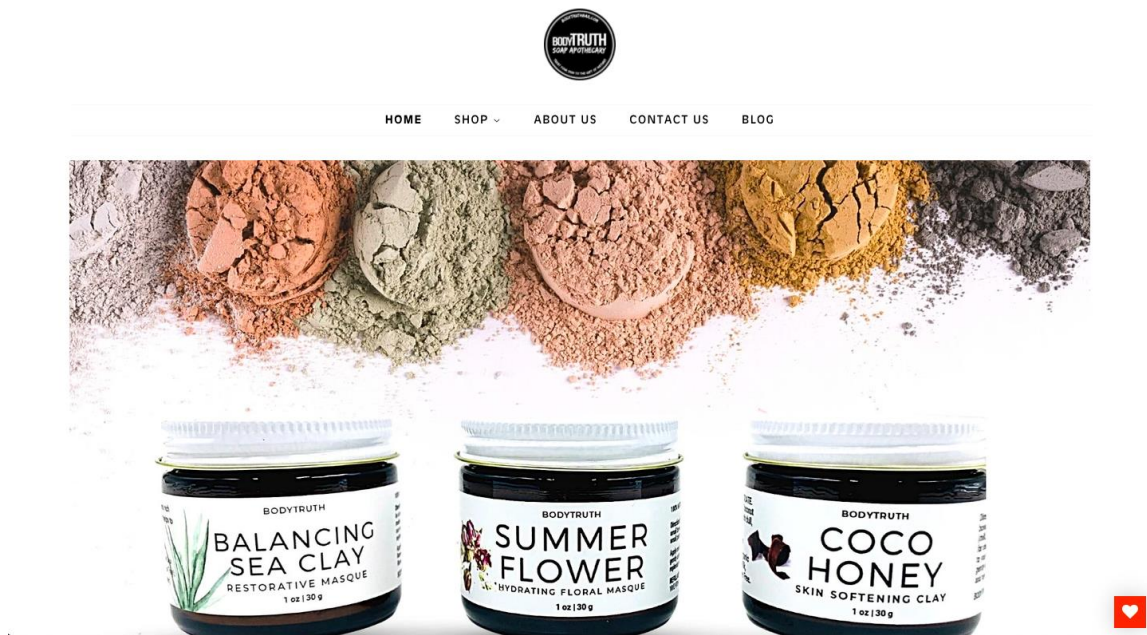 BODYTRUTH
SOAP APOTHECARY
HOME
SHOP
ABOUT US
CONTACT US
BLOG
BODYTRUTH
BALANCING
SEA CLAY
RESTORATIVE MASQUE
1 oz | 30 g
BODYTRUTH
SUMMER
FLOWER
HYDRATING FLORAL MASQUE
1 oz | 30 g
BODYTRUTH
COCO
HONEY
SKIN SOFTENING CLAY
1 oz | 30 g